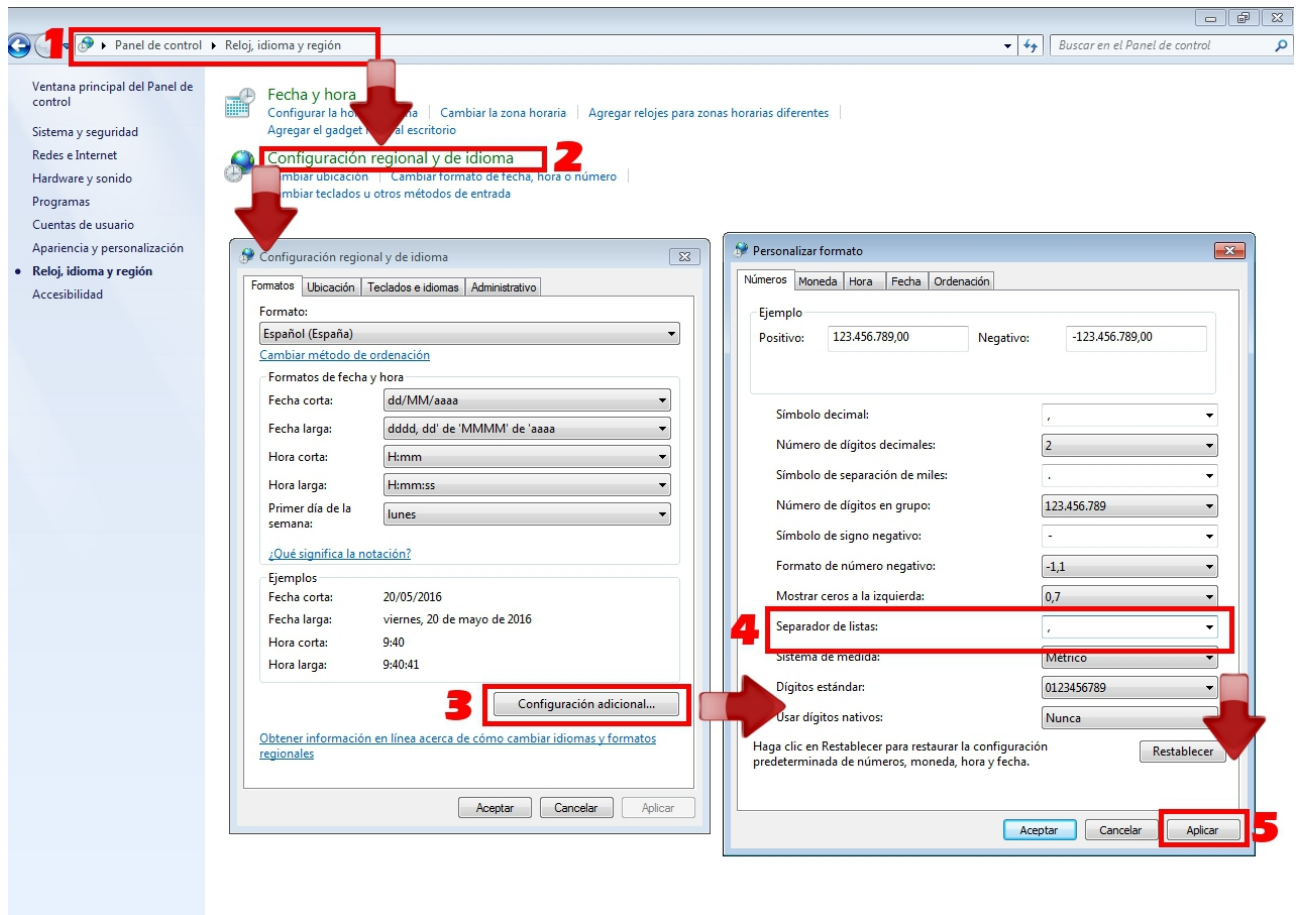 1
Panel de control ▸ Reloj, idioma y región
Buscar en el Panel de control
Ventana principal del Panel de
control
Sistema y seguridad
Redes e Internet
Hardware y sonido
Programas
Cuentas de usuario
Apariencia y personalización
Reloj, idioma y región
Accesibilidad
Fecha y hora
Configurar la Cambiar la zona horaria Agregar relojes para zonas horarias diferentes
Agregar el gadget al escritorio
Configuración regional y de idioma
2
Cambiar ubicación Cambiar formato de fecha, hora o número
Cambiar teclados u otros métodos de entrada
Configuración regional y de idioma
Formatos Ubicación Teclados e idiomas Administrativo
Formato:
Español (España)
Cambiar método de ordenación
Formatos de fecha y hora
Fecha corta: dd/MM/aaaa
Fecha larga: dddd, dd' de 'MMMM' de 'aaaa
Hora corta: H:mm
Hora larga: H:mm:ss
Primer día de la
semana: lunes
¿Qué significa la notación?
Ejemplos
Fecha corta: 20/05/2016
Fecha larga: viernes, 20 de mayo de 2016
Hora corta: 9:40
Hora larga: 9:40:41
3
Configuración adicional...
Obtener información en línea acerca de cómo cambiar idiomas y formatos
regionales
Aceptar Cancelar Aplicar
Personalizar formato
Números Moneda Hora Fecha Ordenación
Ejemplo
Positivo: 123.456.789,00 Negativo: -123.456.789,00
Símbolo decimal: ,
Número de dígitos decimales: 2
Símbolo de separación de miles: .
Número de dígitos en grupo: 123.456.789
Símbolo de signo negativo: -
Formato de número negativo: -1,1
Mostrar ceros a la izquierda: 0,7
4
Separador de listas: ,
Sistema de medida: Métrico
Dígitos estándar: 0123456789
Usar dígitos nativos: Nunca
Haga clic en Restablecer para restaurar la configuración
predeterminada de números, moneda, hora y fecha.
Restablecer
Aceptar Cancelar Aplicar
5